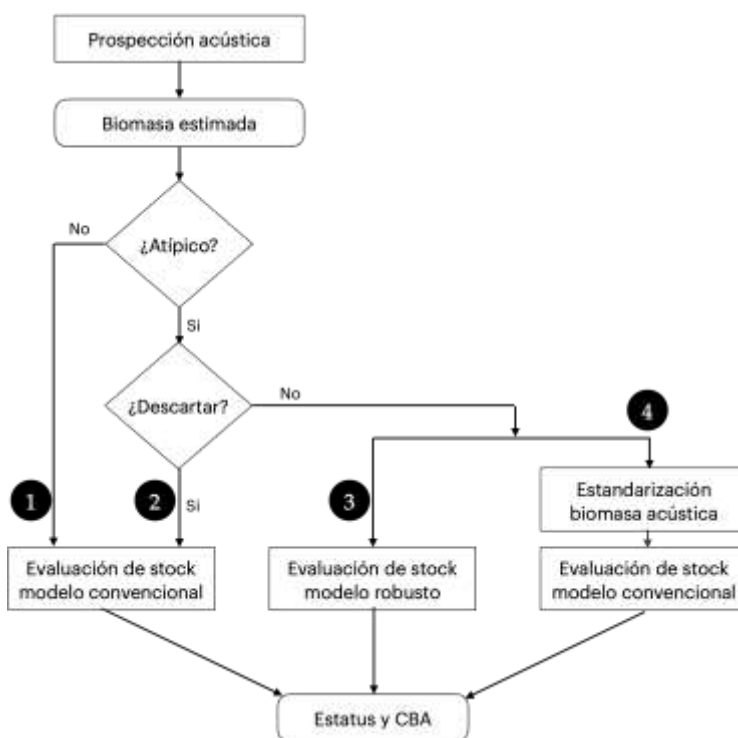 Prospección acústica
Biomasa estimada
No
¿Atípico?
Si
¿Descartar?
No
4
1
2
Si
3
Estandarización
biomasa acústica
Evaluación de stock
modelo convencional
Evaluación de stock
modelo robusto
Evaluación de stock
modelo convencional
Estatus y CBA